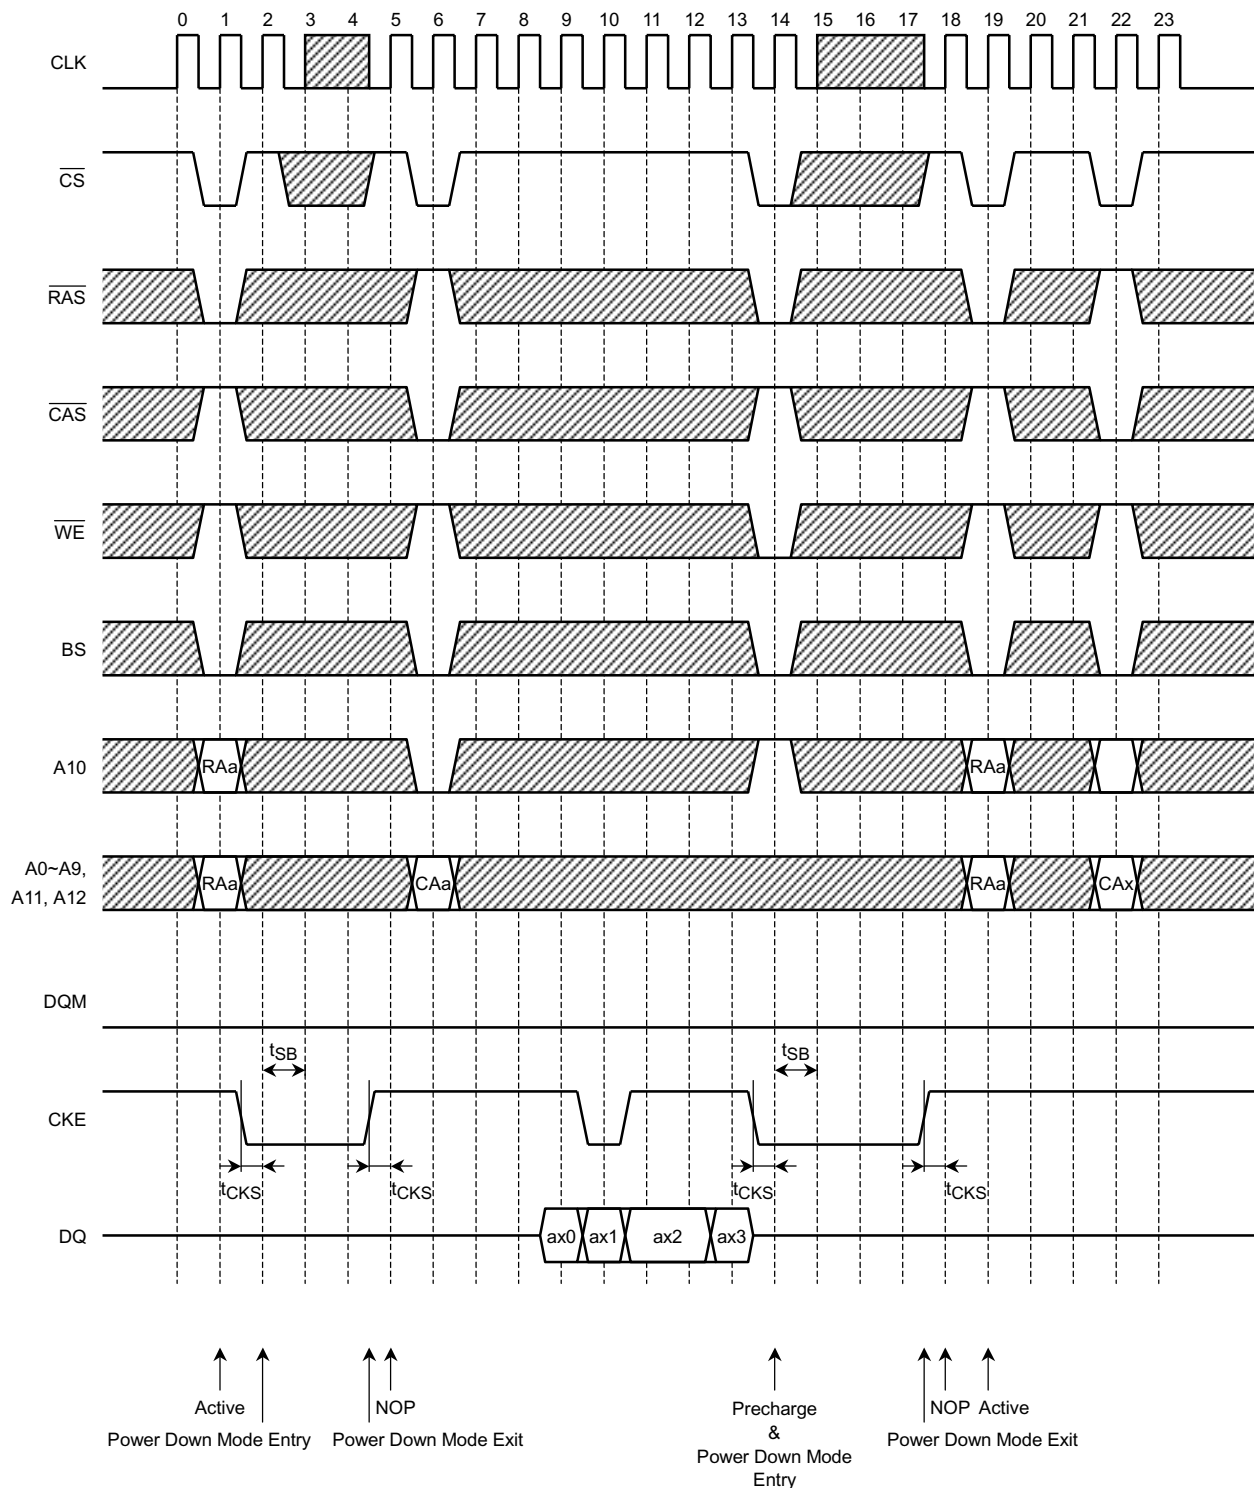 0 1 2 3 4 5 6 7 8 9 10 11 12 13 14 15 16 17 18 19 20 21 22 23
CLK
CS
RAS
CAS
WE
BS
A10
RAa
RAa
A0~A9,
A11, A12
RAa
CAa
RAa
CAx
DQM
tSB
tSB
CKE
tCKS
tCKS
tCKS
tCKS
DQ
ax0
ax1
ax2
ax3
Active
NOP
Precharge
NOP
Active
&
Power Down Mode Entry
Power Down Mode Exit
Power Down Mode
Entry
Power Down Mode Exit